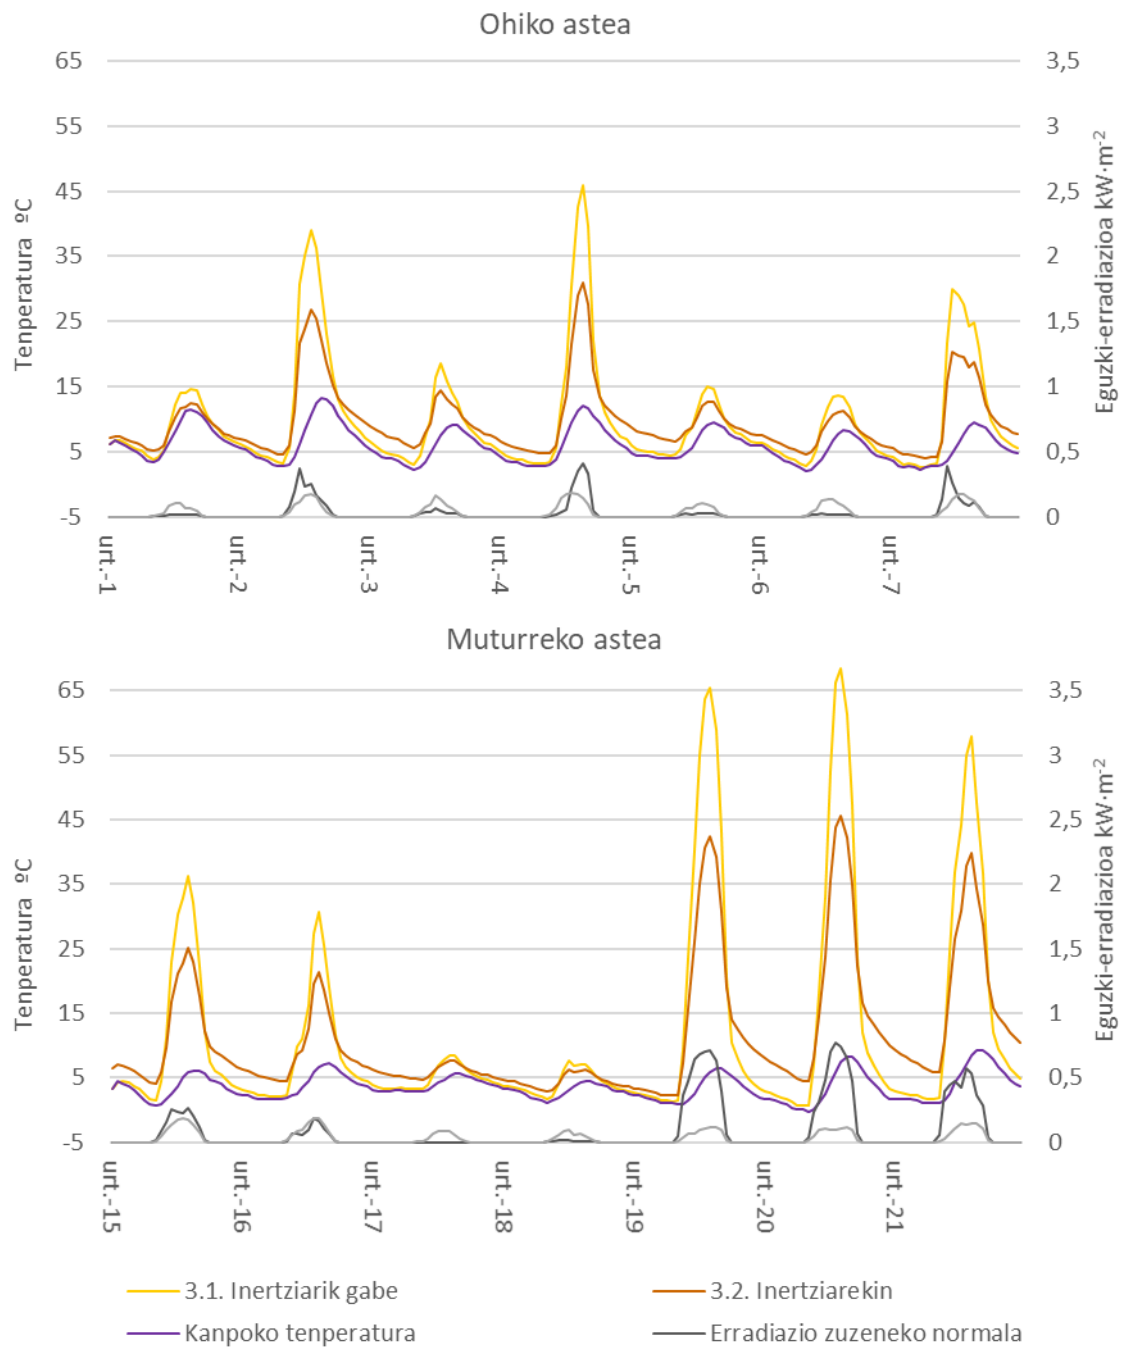 Ohiko astea
65 3,5
55 3
45 2,5
35 2
25 1,5
15 1
5 0,5
-5 0
Tenperatura ºC
Eguzki-erradiazioa kW·m-2
urt.-1 urt.-2 urt.-3 urt.-4 urt.-5 urt.-6 urt.-7
Muturreko astea
65 3,5
55 3
45 2,5
35 2
25 1,5
15 1
5 0,5
-5 0
Tenperatura ºC
Eguzki-erradiazioa kW·m-2
urt.-15 urt.-16 urt.-17 urt.-18 urt.-19 urt.-20 urt.-21
3.1. Inertziarik gabe 3.2. Inertziarekin
Kanpoko tenperatura Erradiazio zuzeneko normala